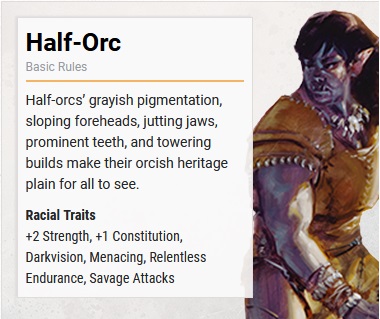 Half-Orc
Basic Rules
Half-orcs’ grayish pigmentation,
sloping foreheads, jutting jaws,
prominent teeth, and towering
builds make their orcish heritage
plain for all to see.
Racial Traits
+2 Strength, +1 Constitution,
Darkvision, Menacing, Relentless
Endurance, Savage Attacks